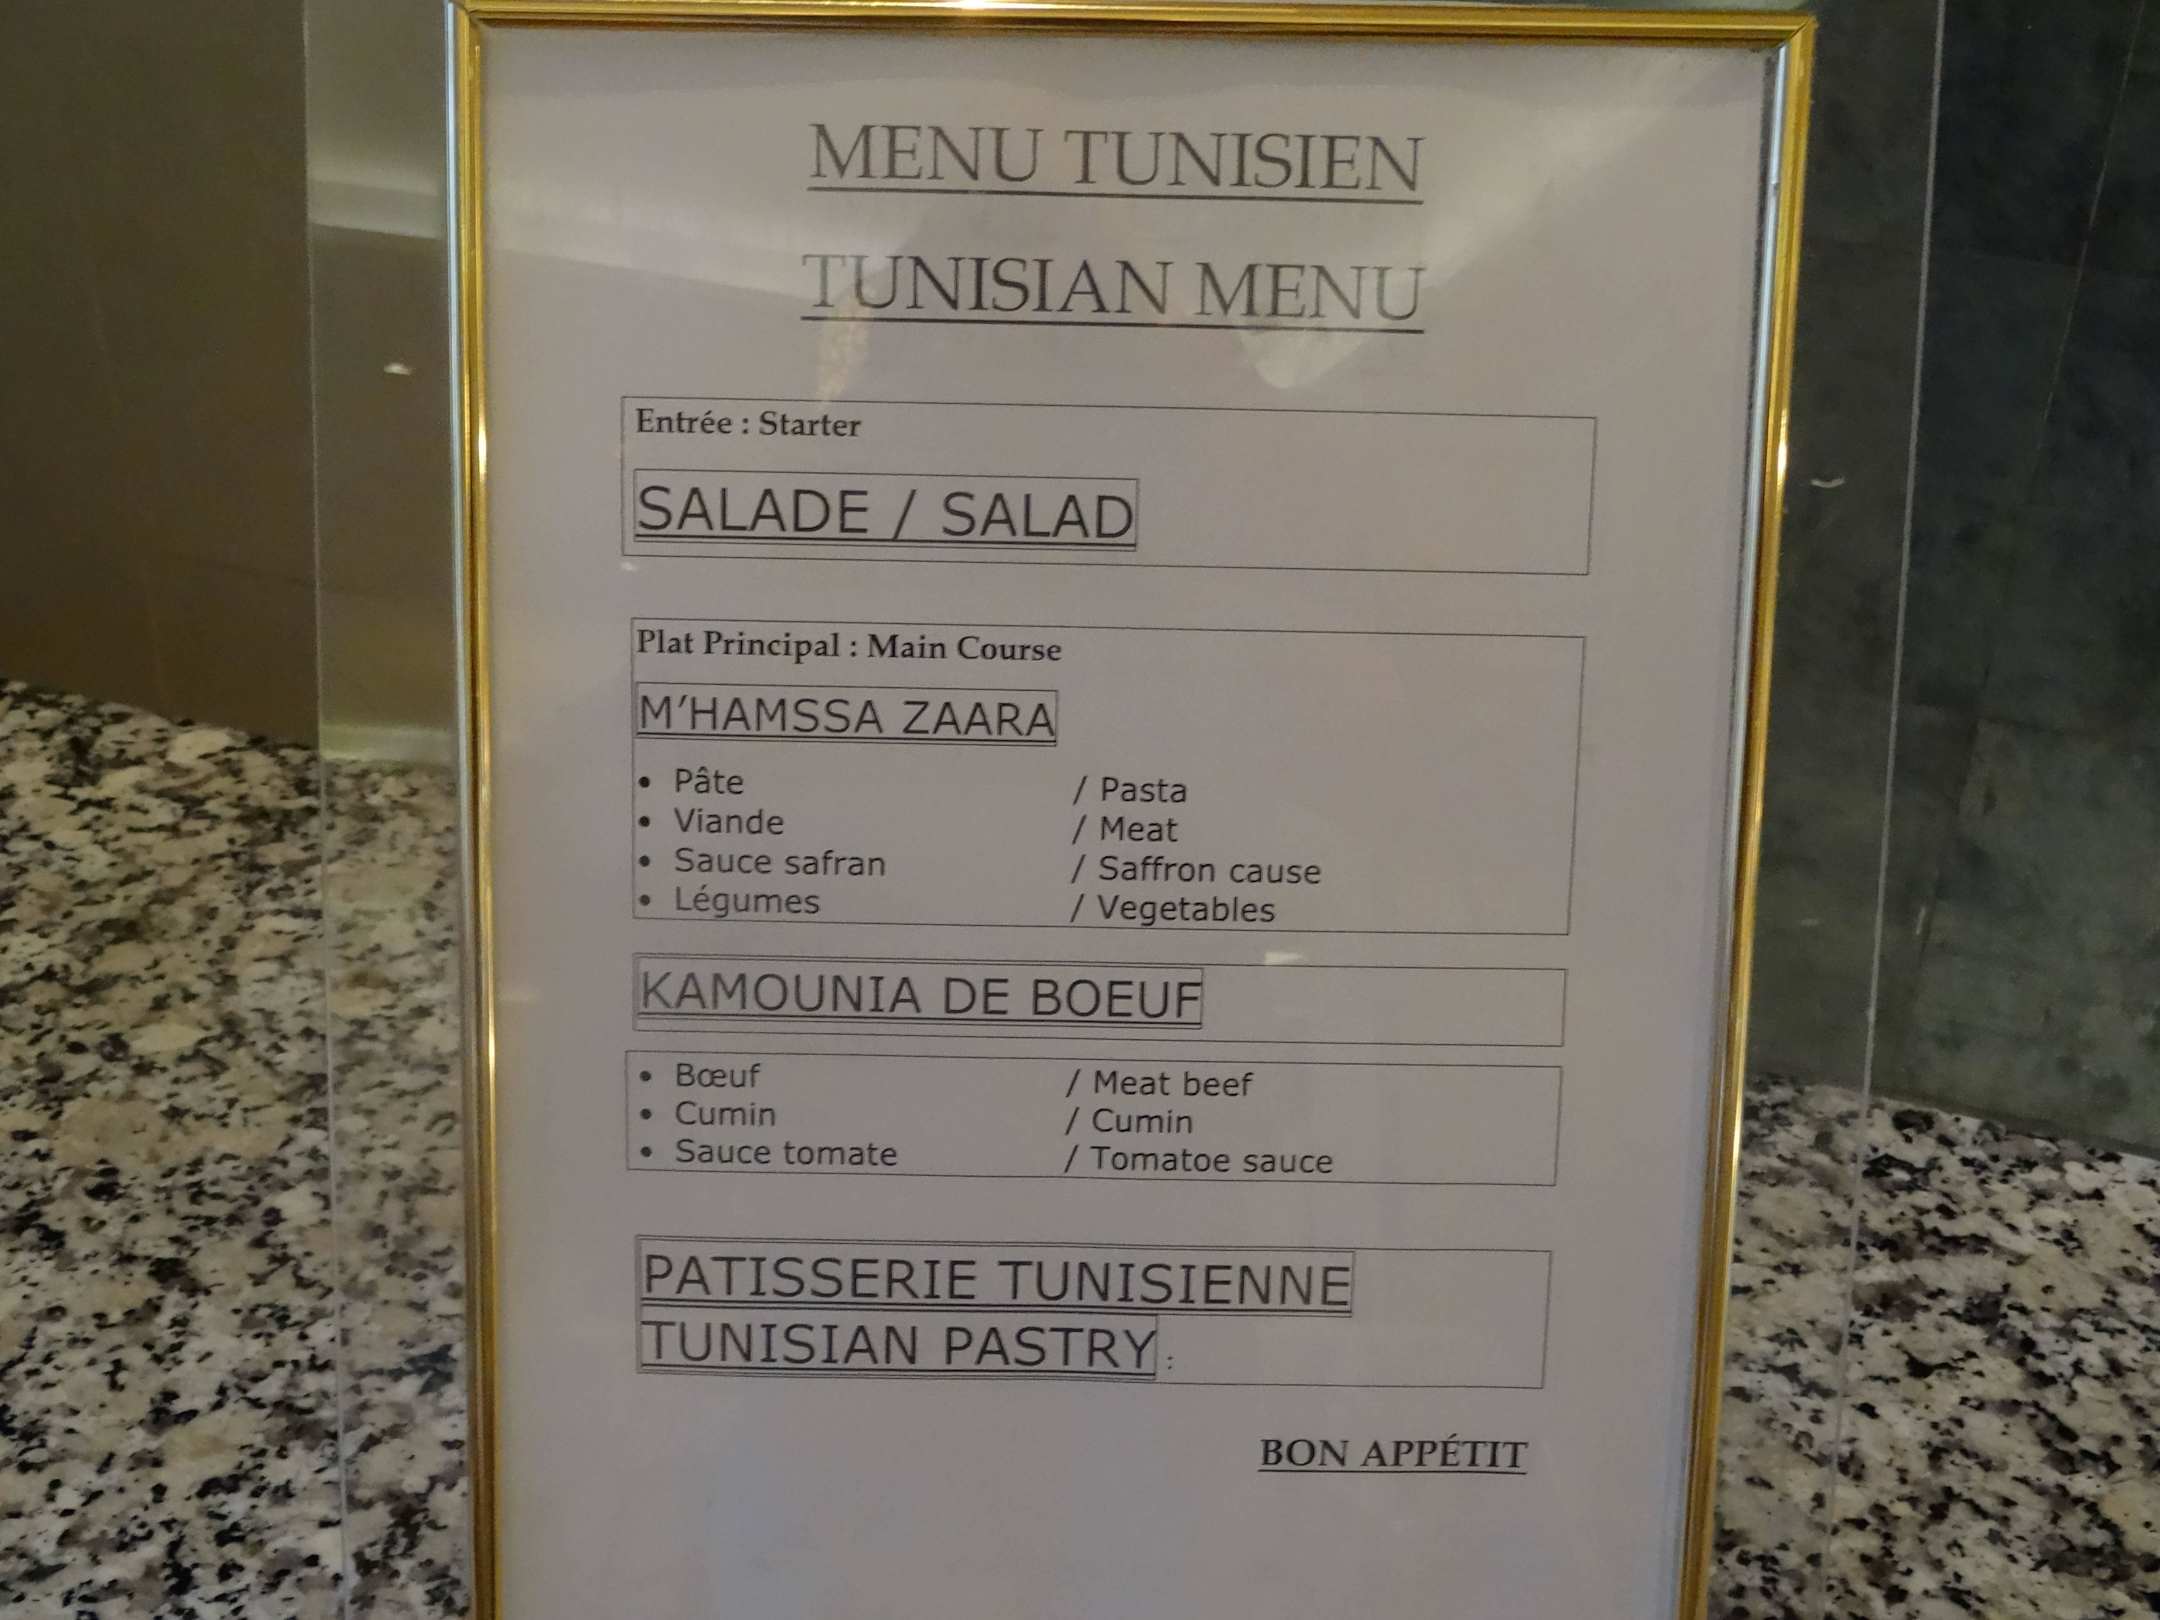 MENU TUNISIEN
TUNISIAN MENU
Entrée : Starter
SALADE / SALAD
Plat Principal : Main Course
M'HAMSSA ZAARA
• Pâte / Pasta
• Viande / Meat
• Sauce safran / Saffron cause
• Légumes / Vegetables
KAMOUNIA DE BOEUF
• Bœuf / Meat beef
• Cumin / Cumin
• Sauce tomate / Tomatoe sauce
PATISSERIE TUNISIENNE
TUNISIAN PASTRY :
BON APPÉTIT